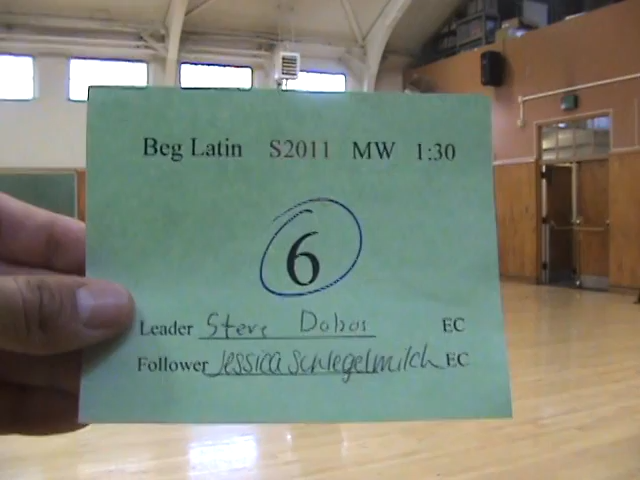 Beg Latin S2011 MW 1:30
6
Leader Steve Dobos EC
Follower Jessica Schlegelmilch EC